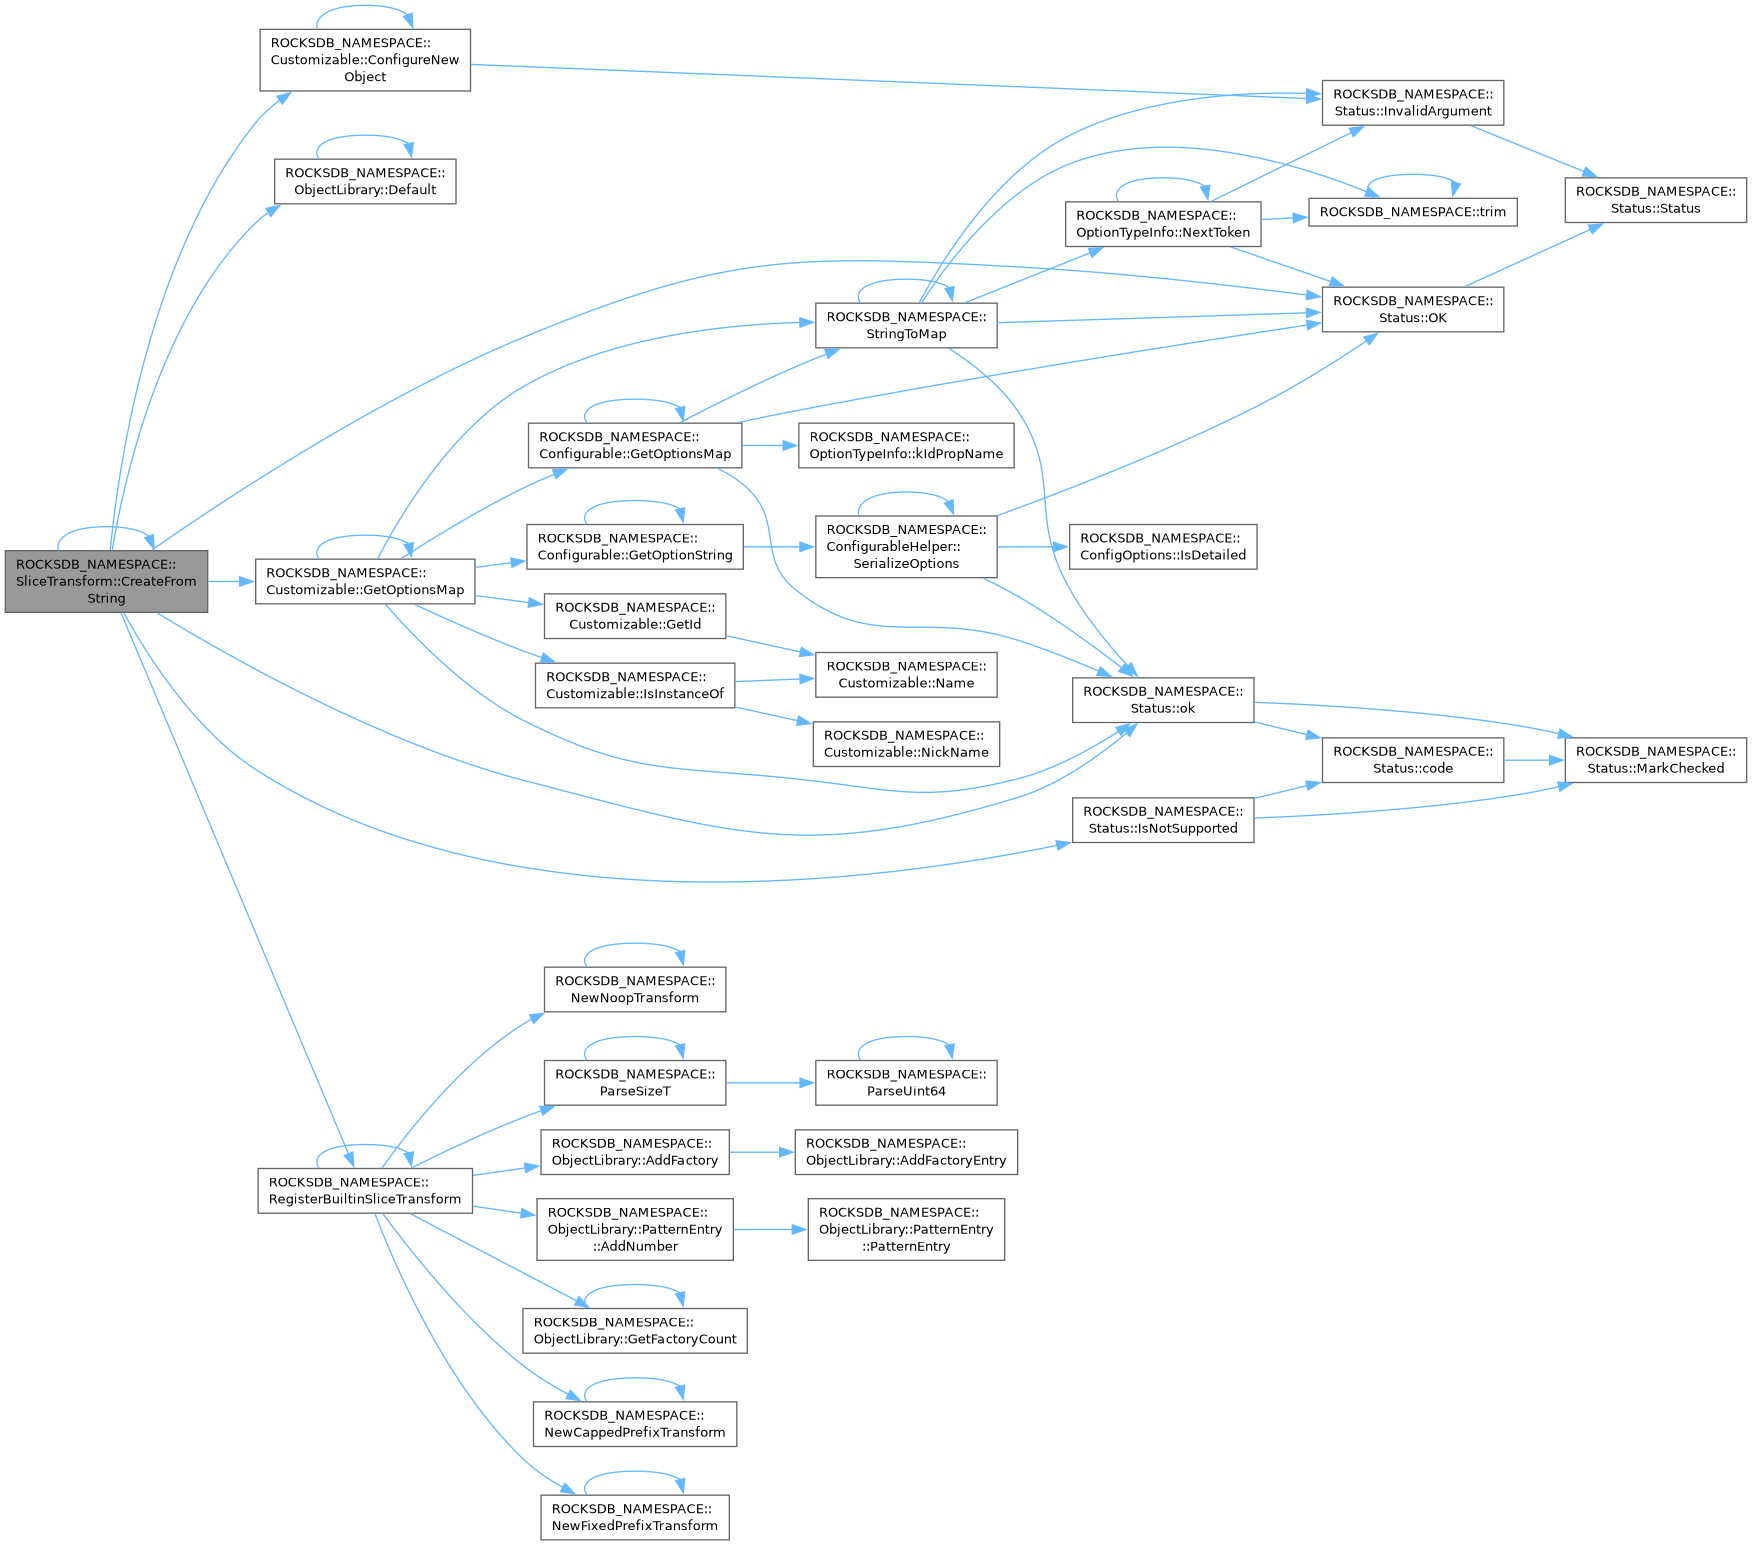 ROCKSDB_NAMESPACE::
Customizable::ConfigureNew
Object
ROCKSDB_NAMESPACE::
ObjectLibrary::Default
ROCKSDB_NAMESPACE::
SliceTransform::CreateFrom
String
ROCKSDB_NAMESPACE::
Customizable::GetOptionsMap
ROCKSDB_NAMESPACE::
RegisterBuiltinSliceTransform
ROCKSDB_NAMESPACE::
Configurable::GetOptionsMap
ROCKSDB_NAMESPACE::
Configurable::GetOptionString
ROCKSDB_NAMESPACE::
Customizable::GetId
ROCKSDB_NAMESPACE::
Customizable::IsInstanceOf
ROCKSDB_NAMESPACE::
NewNoopTransform
ROCKSDB_NAMESPACE::
ParseSizeT
ROCKSDB_NAMESPACE::
ObjectLibrary::AddFactory
ROCKSDB_NAMESPACE::
ObjectLibrary::PatternEntry
::AddNumber
ROCKSDB_NAMESPACE::
ObjectLibrary::GetFactoryCount
ROCKSDB_NAMESPACE::
NewCappedPrefixTransform
ROCKSDB_NAMESPACE::
NewFixedPrefixTransform
ROCKSDB_NAMESPACE::
StringToMap
ROCKSDB_NAMESPACE::
OptionTypeInfo::kIdPropName
ROCKSDB_NAMESPACE::
ConfigurableHelper::
SerializeOptions
ROCKSDB_NAMESPACE::
Customizable::Name
ROCKSDB_NAMESPACE::
Customizable::NickName
ROCKSDB_NAMESPACE::
ParseUint64
ROCKSDB_NAMESPACE::
ObjectLibrary::AddFactoryEntry
ROCKSDB_NAMESPACE::
ObjectLibrary::PatternEntry
::PatternEntry
ROCKSDB_NAMESPACE::
OptionTypeInfo::NextToken
ROCKSDB_NAMESPACE::
ConfigOptions::IsDetailed
ROCKSDB_NAMESPACE::
Status::ok
ROCKSDB_NAMESPACE::
Status::IsNotSupported
ROCKSDB_NAMESPACE::
Status::InvalidArgument
ROCKSDB_NAMESPACE::trim
ROCKSDB_NAMESPACE::
Status::OK
ROCKSDB_NAMESPACE::
Status::code
ROCKSDB_NAMESPACE::
Status::Status
ROCKSDB_NAMESPACE::
Status::MarkChecked